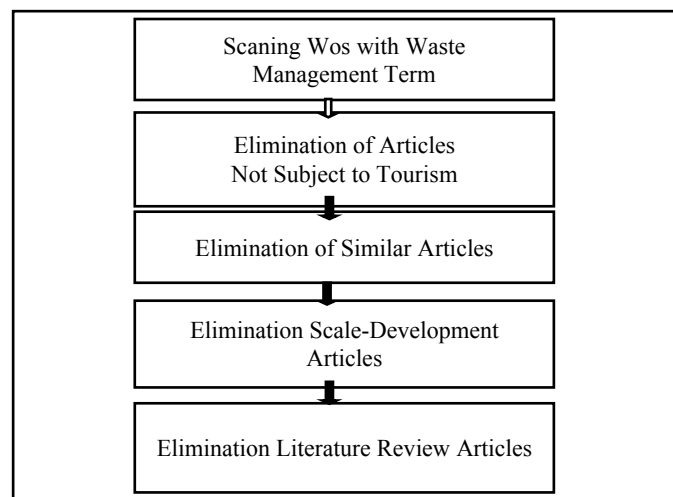 Scaning Wos with Waste
Management Term
Elimination of Articles
Not Subject to Tourism
Elimination of Similar Articles
Elimination Scale-Development
Articles
Elimination Literature Review Articles